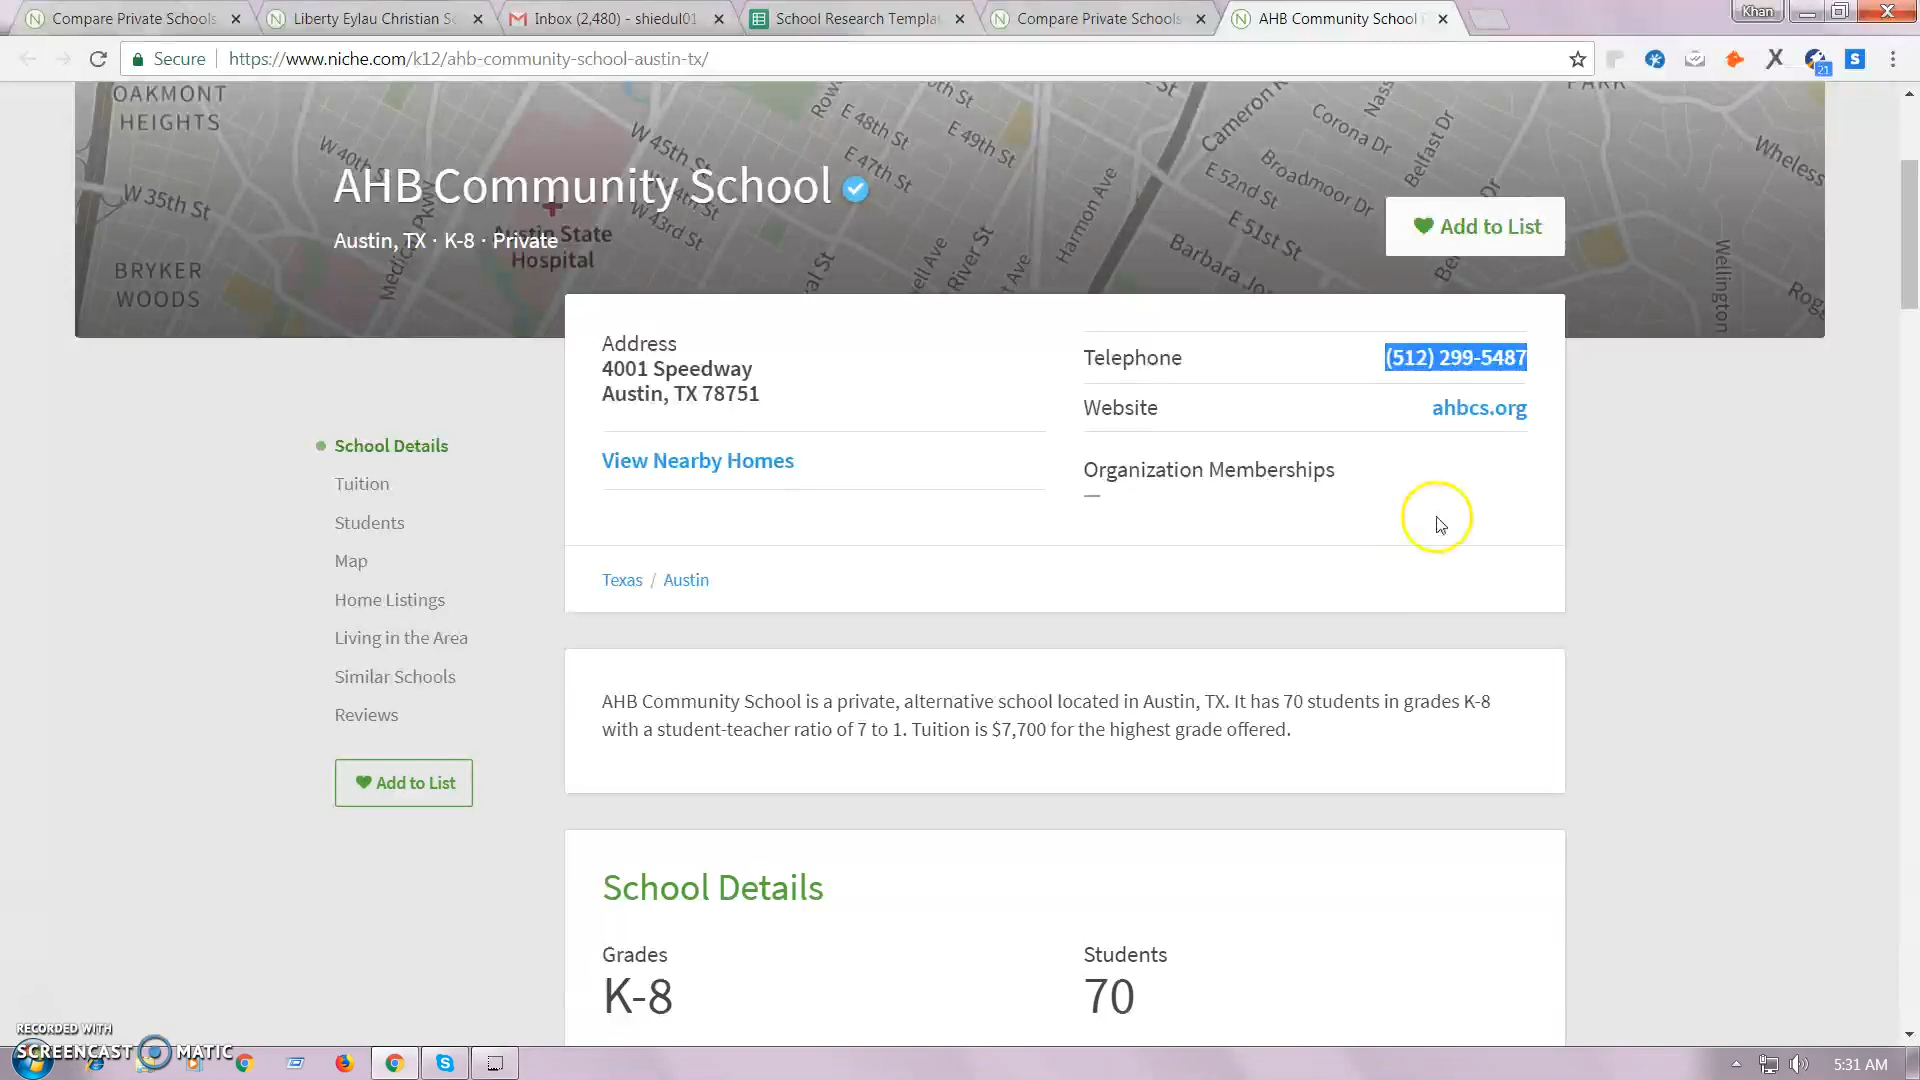 Compare Private Schools
Liberty Eylau Christian Sc
Inbox (2,480) - shiedul01
School Research Templa
Compare Private Schools
AHB Community School
Khan
Secure
https://www.niche.com/k12/ahb-community-school-austin-tx/
21
OAKMONT
HEIGHTS
W 40th
W 45th St
W 44th St
W 43rd St
W 35th St
E 48th St
E 47th St
E 49th St
E 52nd St
E 51st St
Cameron
Corona Dr
Broadmoor Dr
Belfast Dr
Nass
PARK
Wheless
Harmon Ave
Barbara Jo
Wellington
Medical Pkwy
River St
BRYKER
WOODS
Austin State
Hospital
AHB Community School
Austin, TX · K-8 · Private
Add to List
Address
4001 Speedway
Austin, TX 78751
View Nearby Homes
Telephone
(512) 299-5487
Website
ahbcs.org
Organization Memberships
—
Texas / Austin
School Details
Tuition
Students
Map
Home Listings
Living in the Area
Similar Schools
Reviews
Add to List
AHB Community School is a private, alternative school located in Austin, TX. It has 70 students in grades K-8
with a student-teacher ratio of 7 to 1. Tuition is $7,700 for the highest grade offered.
School Details
Grades
K-8
Students
70
RECORDED WITH
SCREENCAST MATIC
5:31 AM